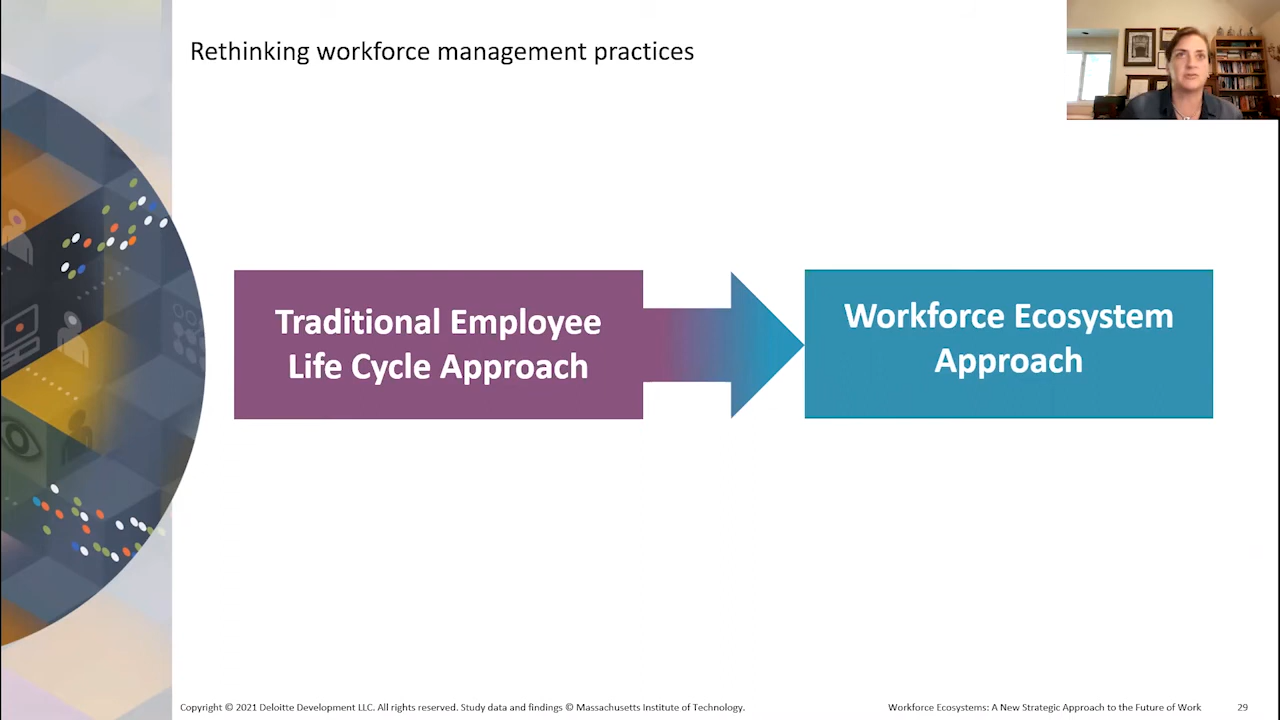 Rethinking workforce management practices
Traditional Employee
Life Cycle Approach
Workforce Ecosystem
Approach
Copyright © 2021 Deloitte Development LLC. All rights reserved. Study data and findings © Massachusetts Institute of Technology.
Workforce Ecosystems: A New Strategic Approach to the Future of Work
29